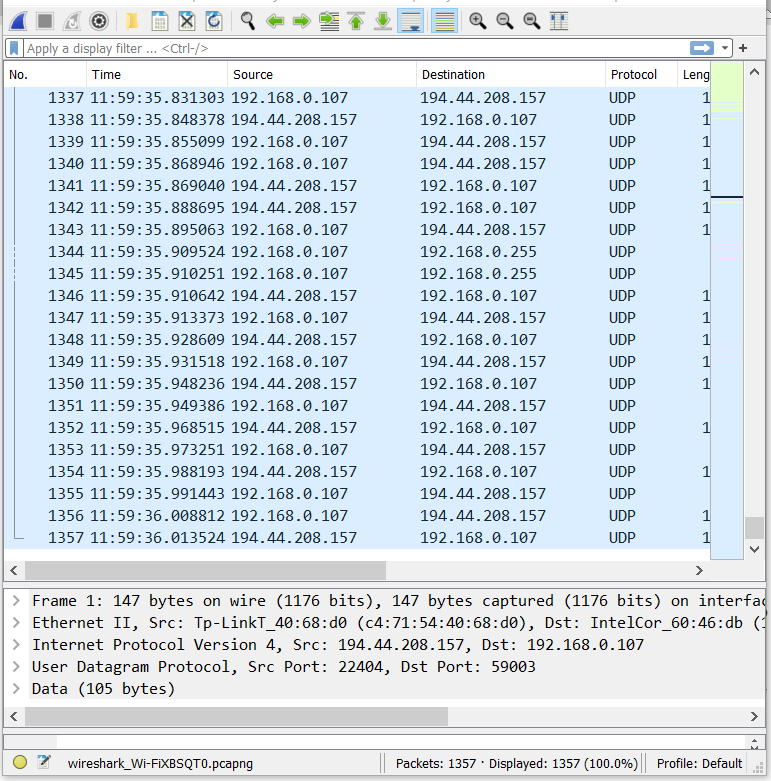 Apply a display filter ... <Ctrl-/>
No. Time Source Destination Protocol Leng
1337 11:59:35.831303 192.168.0.107 194.44.208.157 UDP 1
1338 11:59:35.848378 194.44.208.157 192.168.0.107 UDP 1
1339 11:59:35.855099 192.168.0.107 194.44.208.157 UDP 1
1340 11:59:35.868946 192.168.0.107 194.44.208.157 UDP 1
1341 11:59:35.869040 194.44.208.157 192.168.0.107 UDP 1
1342 11:59:35.888695 194.44.208.157 192.168.0.107 UDP 1
1343 11:59:35.895063 192.168.0.107 194.44.208.157 UDP 1
1344 11:59:35.909524 192.168.0.107 192.168.0.255 UDP
1345 11:59:35.910251 192.168.0.107 192.168.0.255 UDP
1346 11:59:35.910642 194.44.208.157 192.168.0.107 UDP 1
1347 11:59:35.913373 192.168.0.107 194.44.208.157 UDP 1
1348 11:59:35.928609 194.44.208.157 192.168.0.107 UDP 1
1349 11:59:35.931518 192.168.0.107 194.44.208.157 UDP 1
1350 11:59:35.948236 194.44.208.157 192.168.0.107 UDP 1
1351 11:59:35.949386 192.168.0.107 194.44.208.157 UDP
1352 11:59:35.968515 194.44.208.157 192.168.0.107 UDP 1
1353 11:59:35.973251 192.168.0.107 194.44.208.157 UDP
1354 11:59:35.988193 194.44.208.157 192.168.0.107 UDP 1
1355 11:59:35.991443 192.168.0.107 194.44.208.157 UDP
1356 11:59:36.008812 192.168.0.107 194.44.208.157 UDP 1
1357 11:59:36.013524 194.44.208.157 192.168.0.107 UDP 1
Frame 1: 147 bytes on wire (1176 bits), 147 bytes captured (1176 bits) on interfac
Ethernet II, Src: Tp-LinkT_40:68:d0 (c4:71:54:40:68:d0), Dst: IntelCor_60:46:db (1
Internet Protocol Version 4, Src: 194.44.208.157, Dst: 192.168.0.107
User Datagram Protocol, Src Port: 22404, Dst Port: 59003
Data (105 bytes)
wireshark_Wi-FiXBSQT0.pcapng Packets: 1357 · Displayed: 1357 (100.0%) Profile: Default